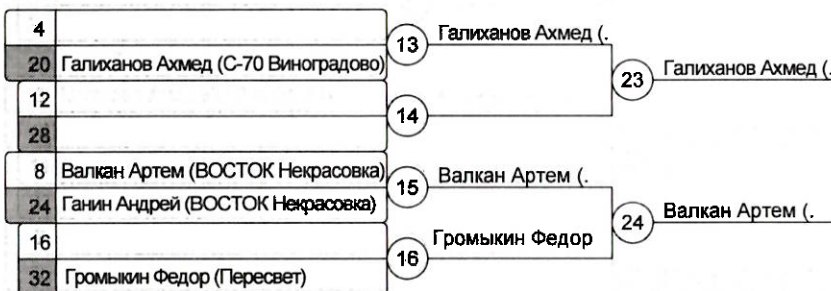 4
20 Галиханов Ахмед (С-70 Виноградово)
13 Галиханов Ахмед (.
23 Галиханов Ахмед (.
12
28
14
8 Валкан Артем (ВОСТОК Некрасовка)
24 Ганин Андрей (ВОСТОК Некрасовка)
15 Валкан Артем (.
24 Валкан Артем (.
16
32 Громыкин Федор (Пересвет)
16 Громыкин Федор